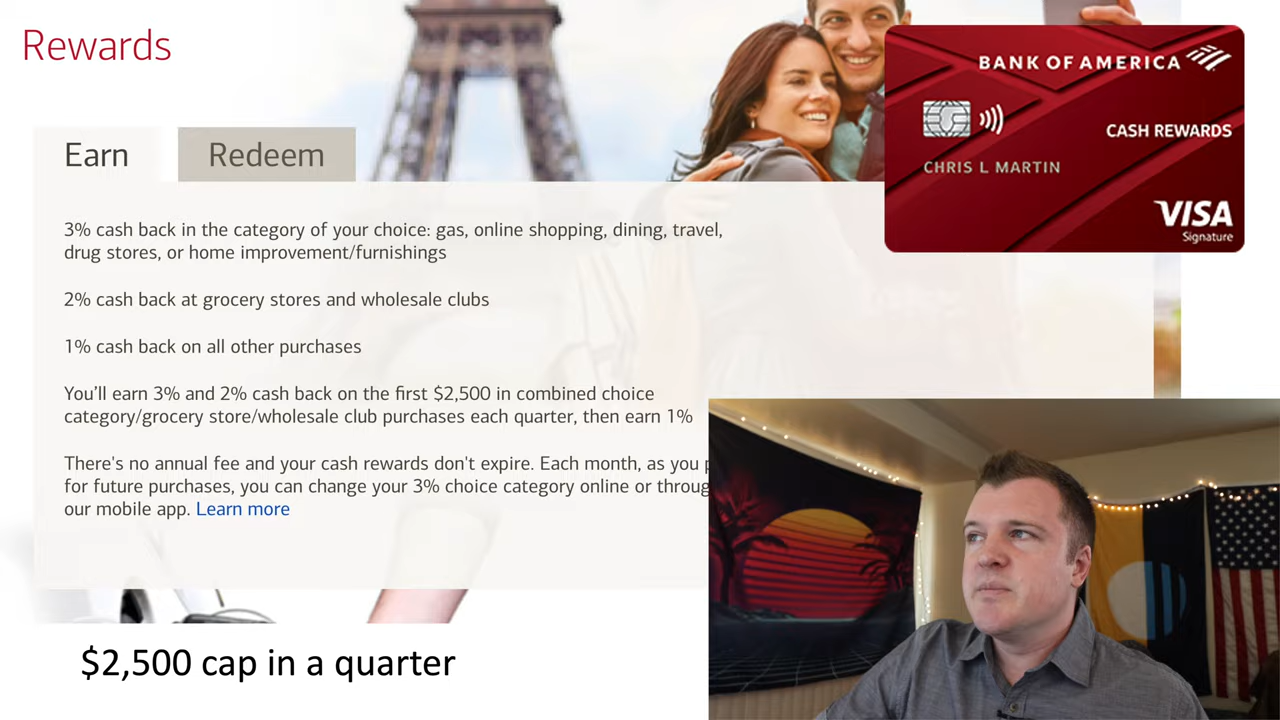 Rewards
BANK OF AMERICA
CASH REWARDS
CHRIS L MARTIN
VISA
Signature
Earn
Redeem
3% cash back in the category of your choice: gas, online shopping, dining, travel,
drug stores, or home improvement/furnishings
2% cash back at grocery stores and wholesale clubs
1% cash back on all other purchases
You'll earn 3% and 2% cash back on the first $2,500 in combined choice
category/grocery store/wholesale club purchases each quarter, then earn 1%
There's no annual fee and your cash rewards don't expire. Each month, as you
for future purchases, you can change your 3% choice category online or
our mobile app. Learn more
$2,500 cap in a quarter